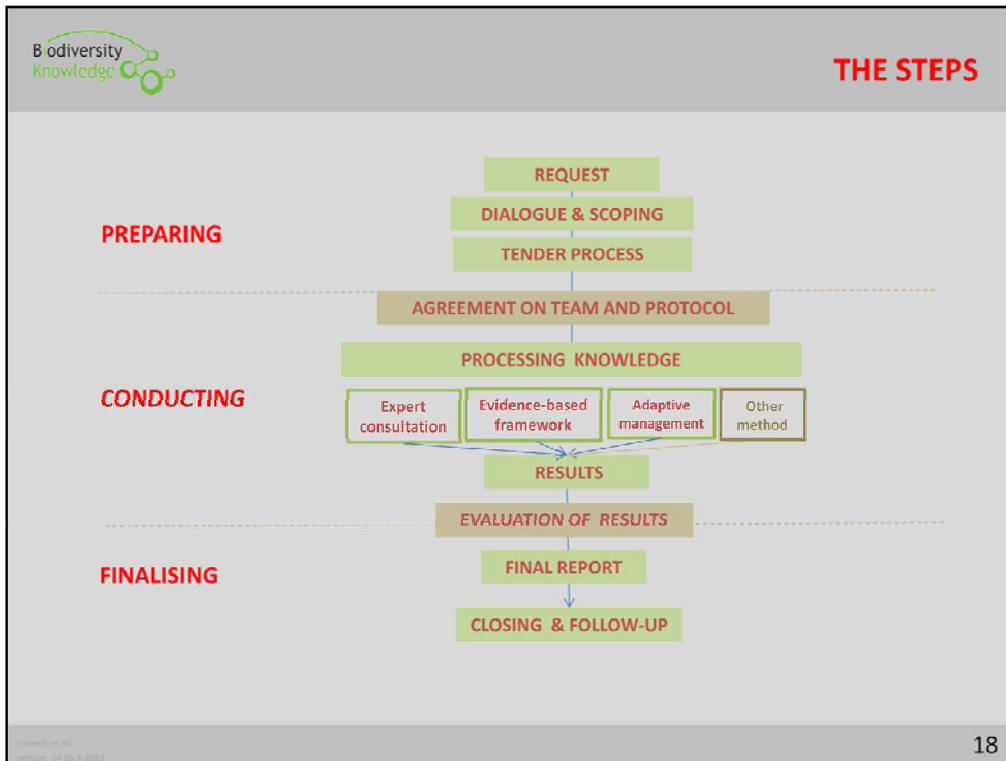 Biodiversity
Knowledge
THE STEPS
REQUEST
DIALOGUE & SCOPING
PREPARING
TENDER PROCESS
AGREEMENT ON TEAM AND PROTOCOL
PROCESSING KNOWLEDGE
CONDUCTING
Expert
consultation
Evidence-based
framework
Adaptive
management
Other
method
RESULTS
EVALUATION OF RESULTS
FINALISING
FINAL REPORT
CLOSING & FOLLOW-UP
et al.
18